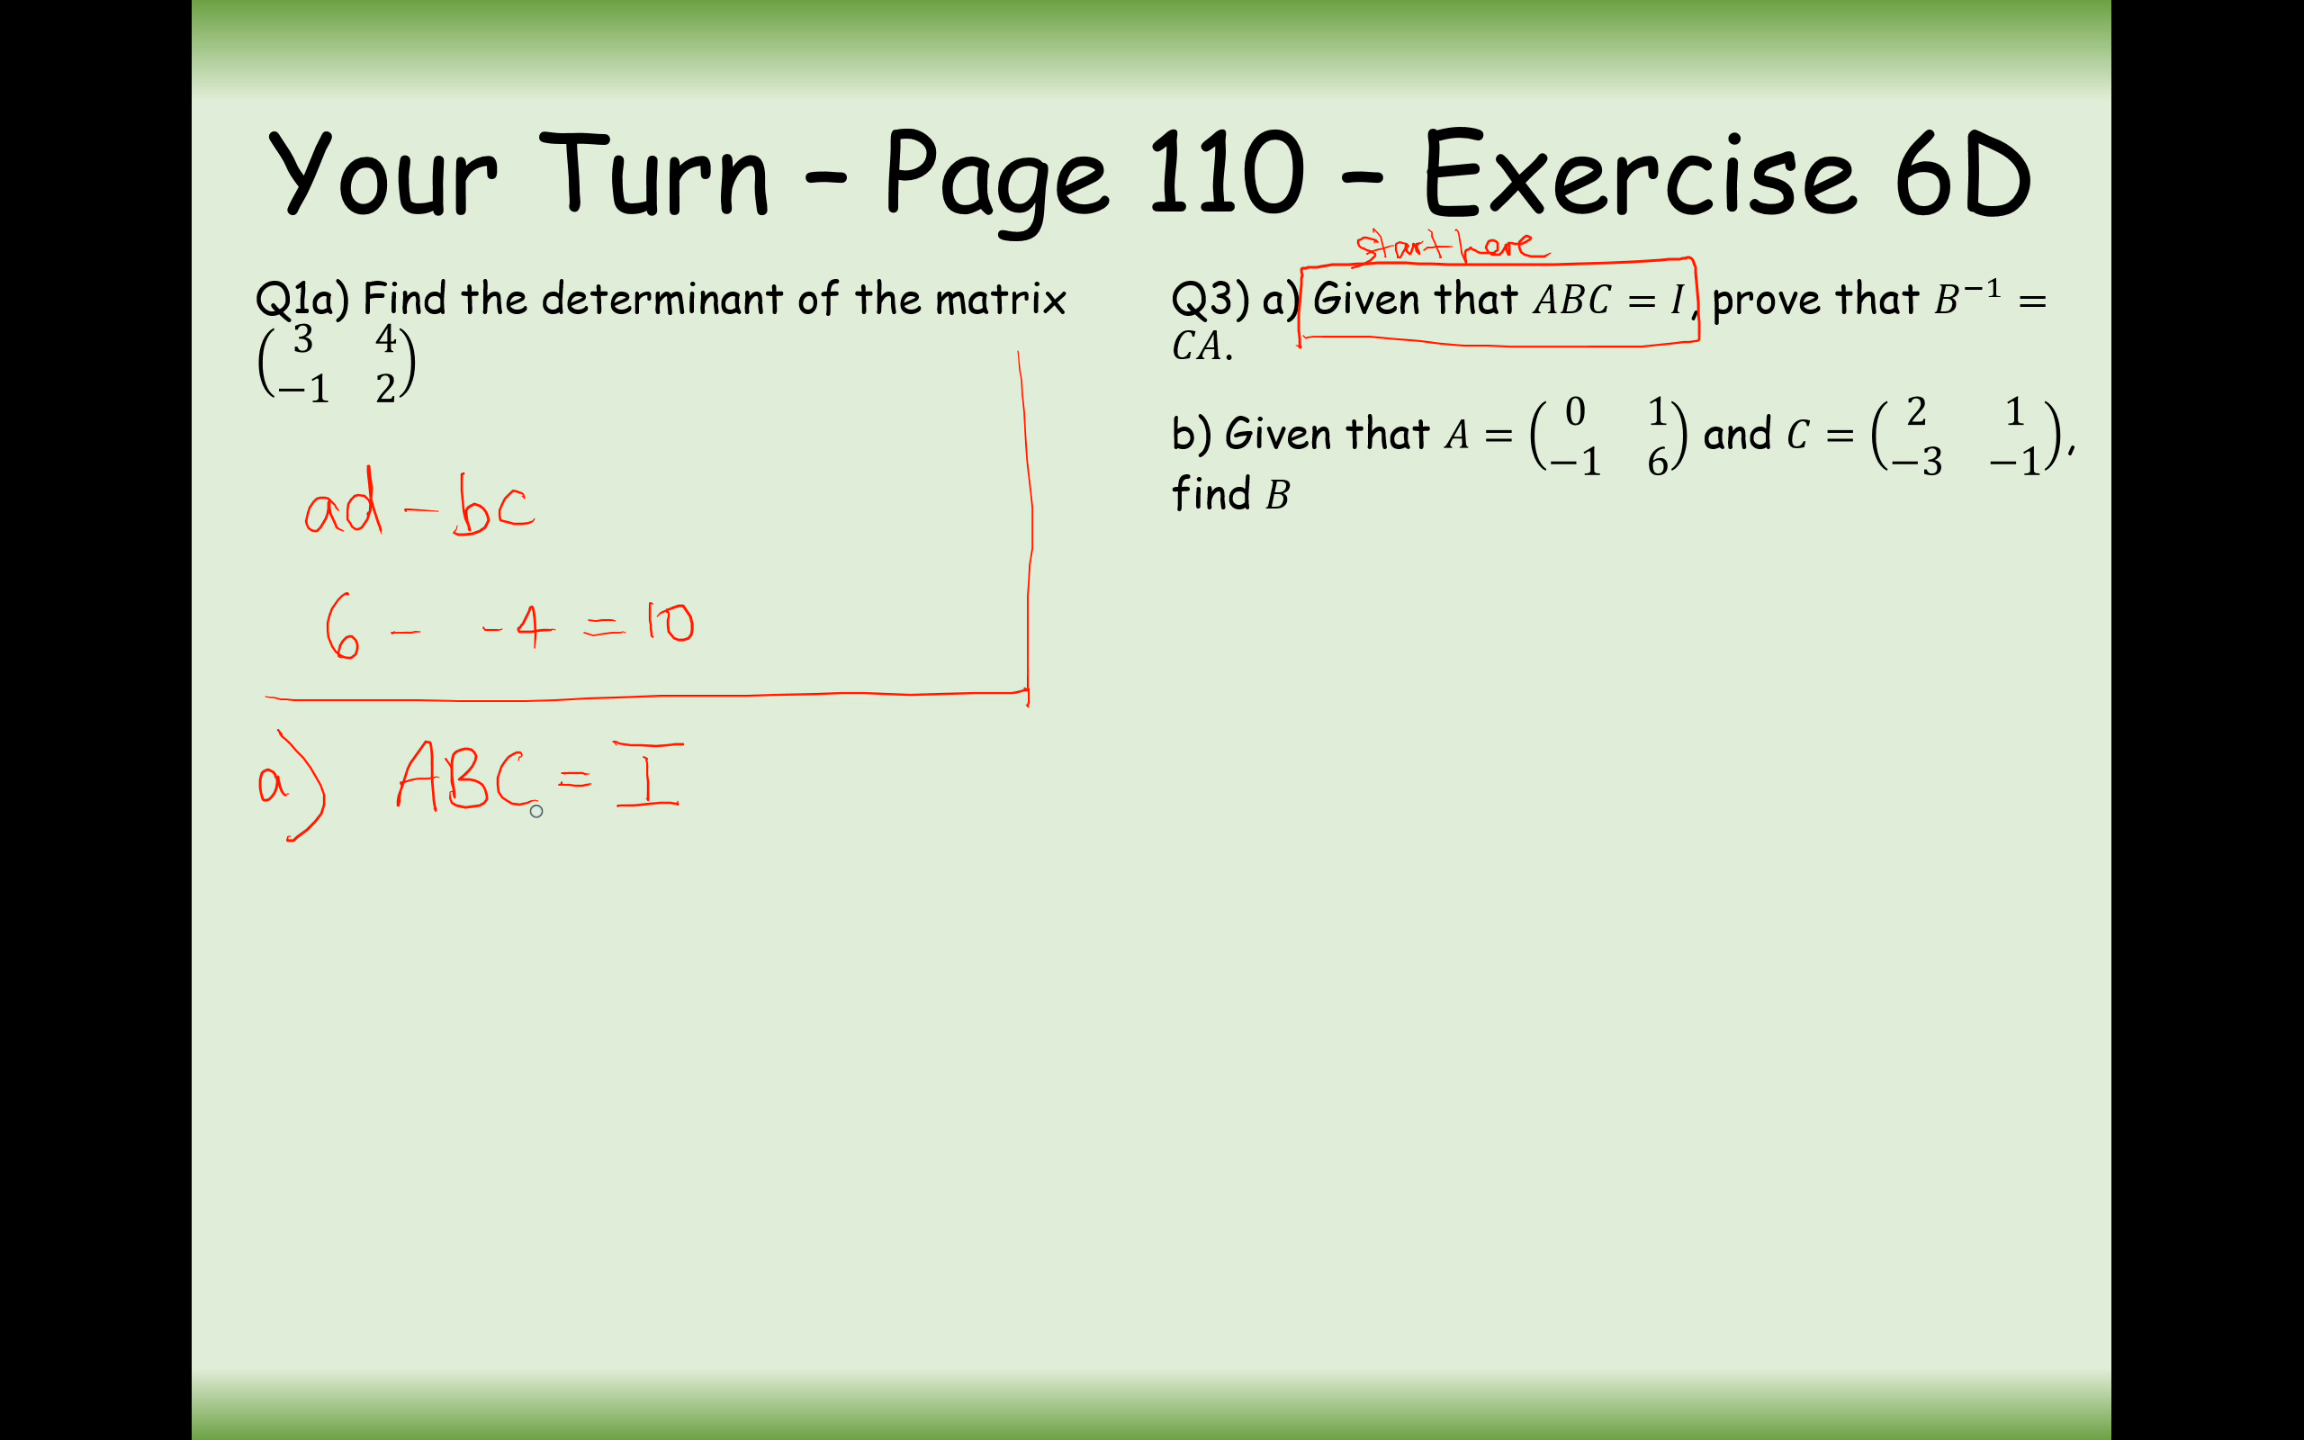 Your Turn – Page 110 – Exercise 6D
Q1a) Find the determinant of the matrix
( 3 4
−1 2 )
ad - bc
6 - -4 = 10
a) ABC = I
start here
Q3) a) Given that ABC = I, prove that B⁻¹ =
CA.
b) Given that A = ( 0 1 −1 6 ) and C = ( 2 1 −3 −1 ),
find B